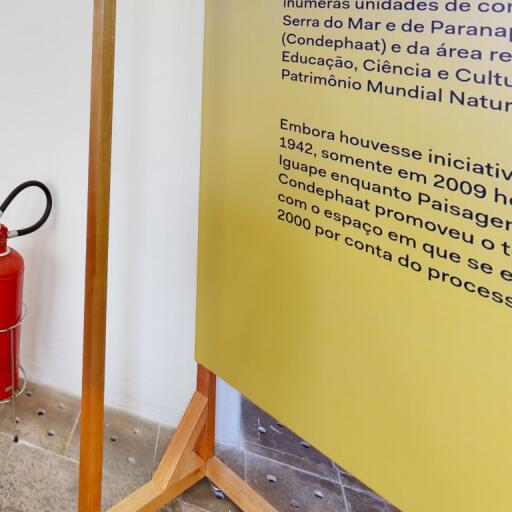 inúmeras unidades de con
Serra do Mar e de Paranap
(Condephaat) e da área re
Educação, Ciência e Cultu
Patrimônio Mundial Natur
Embora houvesse iniciativ
1942, somente em 2009 ho
Iguape enquanto Paisagem
Condephaat promoveu o t
com o espaço em que se e
2000 por conta do process